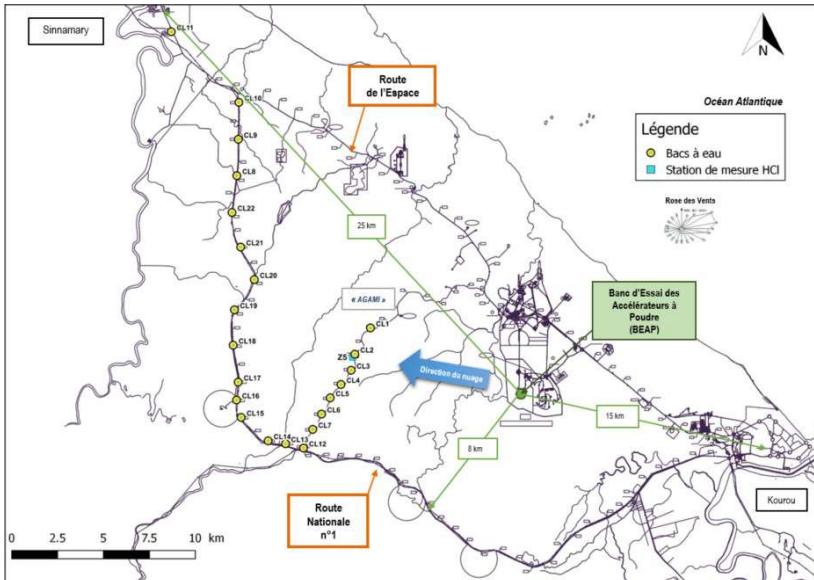 Sinnamary
CL11
CL10
Route
de l'Espace
N
Océan Atlantique
Légende
Bacs à eau
Station de mesure HCl
Rose des Vents
CL9
CL8
CL22
CL21
CL20
25 km
« AGAMI »
CL19
CL1
CL18
CL2
Z5
CL3
CL4
CL5
CL6
CL7
Direction du nuage
Banc d'Essai des
Accélérateurs à
Poudre
(BEAP)
CL17
CL16
CL15
CL14
CL13
CL12
15 km
8 km
Kourou
Route
Nationale
n°1
0 2.5 5 7.5 10 km